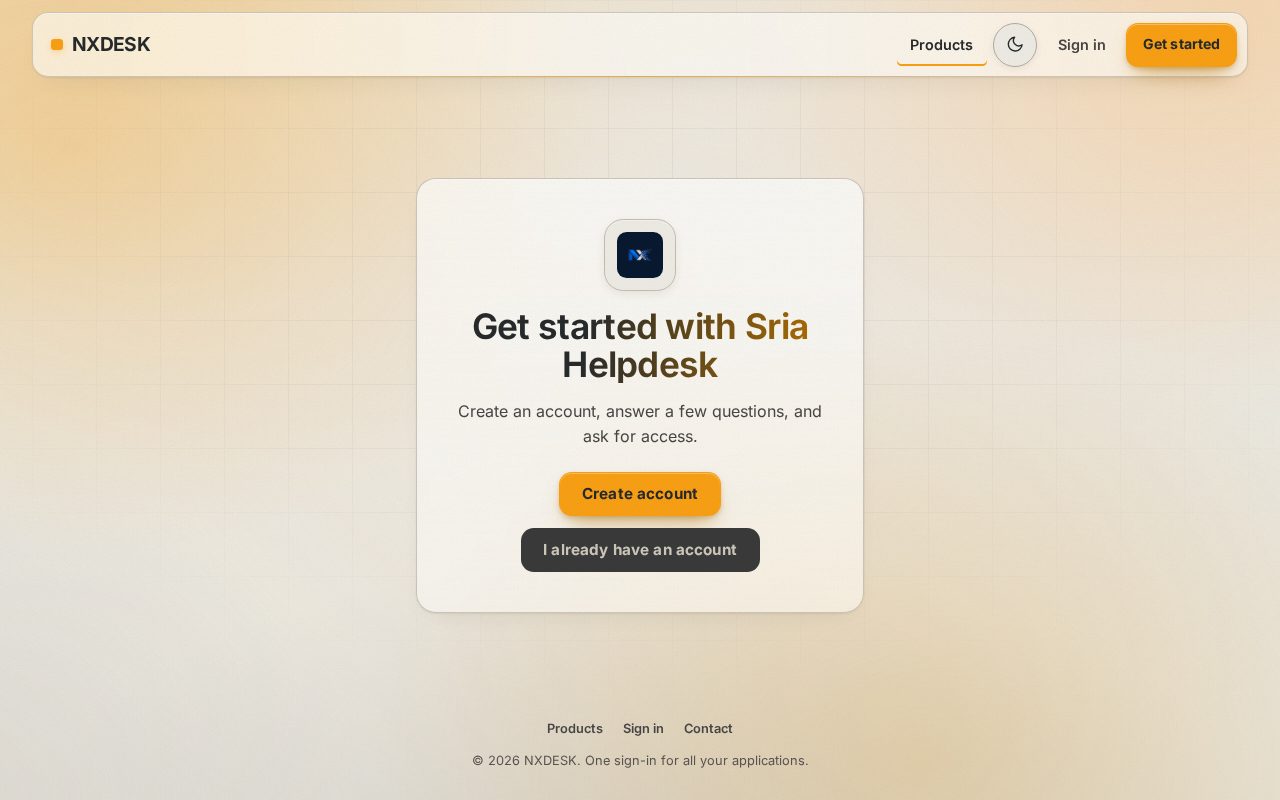 NXDESK
Products
Sign in
Get started
NX
Get started with Sria
Helpdesk
Create an account, answer a few questions, and
ask for access.
Create account
I already have an account
Products
Sign in
Contact
© 2026 NXDESK. One sign-in for all your applications.